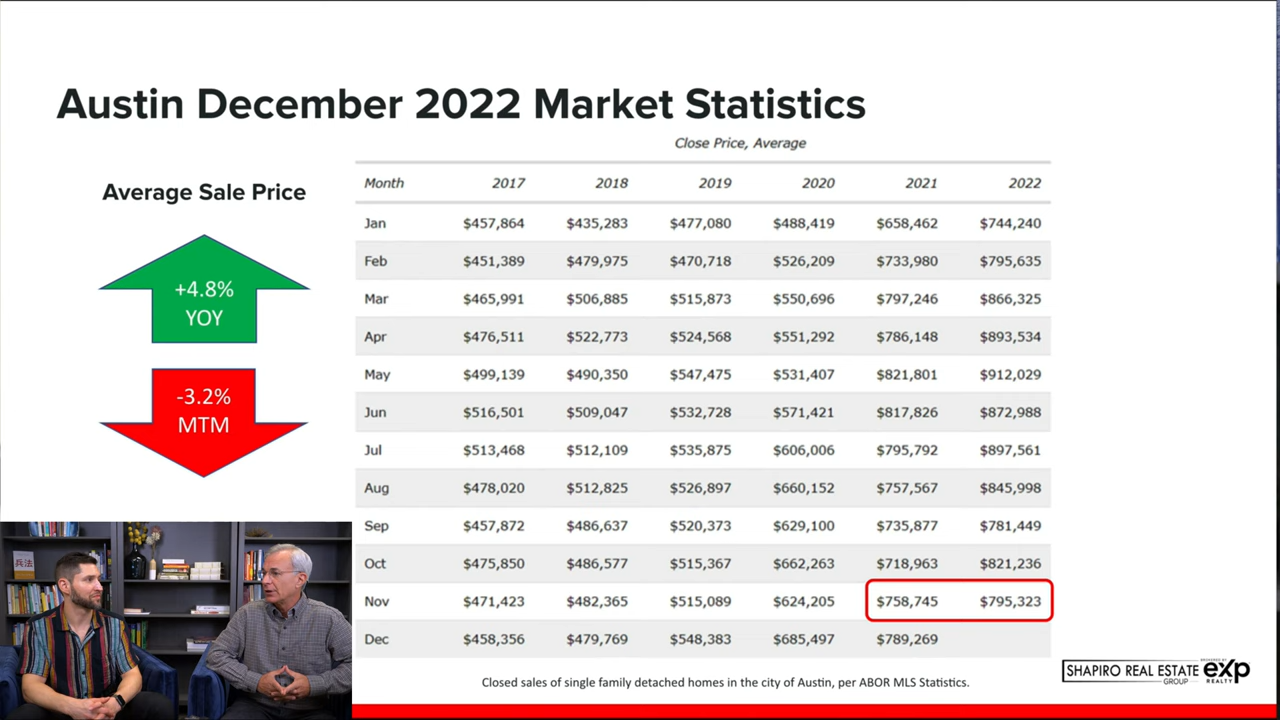 Austin December 2022 Market Statistics
Close Price, Average
Average Sale Price
+4.8%
YOY
-3.2%
MTM
Month 2017 2018 2019 2020 2021 2022
Jan $457,864 $435,283 $477,080 $488,419 $658,462 $744,240
Feb $451,389 $479,975 $470,718 $526,209 $733,980 $795,635
Mar $465,991 $506,885 $515,873 $550,696 $797,246 $866,325
Apr $476,511 $522,773 $524,568 $551,292 $786,148 $893,534
May $499,139 $490,350 $547,475 $531,407 $821,801 $912,029
Jun $516,501 $509,047 $532,728 $571,421 $817,826 $872,988
Jul $513,468 $512,109 $535,875 $606,006 $795,792 $897,561
Aug $478,020 $512,825 $526,897 $660,152 $757,567 $845,998
Sep $457,872 $486,637 $520,373 $629,100 $735,877 $781,449
Oct $475,850 $486,577 $515,367 $662,263 $718,963 $821,236
Nov $471,423 $482,365 $515,089 $624,205 $758,745 $795,323
Dec $458,356 $479,769 $548,383 $685,497 $789,269
兵法
Closed sales of single family detached homes in the city of Austin, per ABOR MLS Statistics.
SHAPIRO REAL ESTATE
GROUP
BROKERED BY
eXp
REALTY